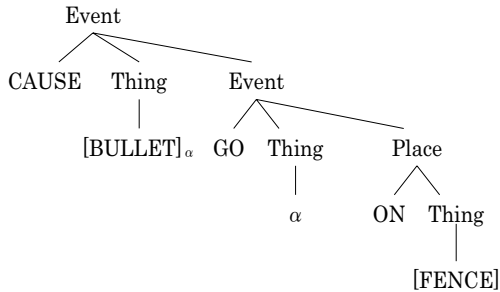 Event
CAUSE Thing Event
[BULLET]α GO Thing Place
α ON Thing
[FENCE]